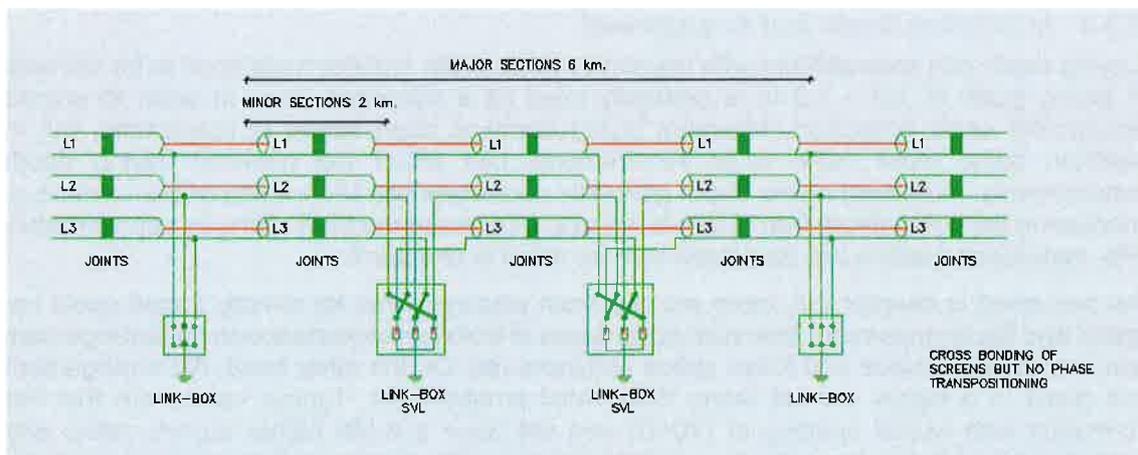 MAJOR SECTIONS 6 km.
MINOR SECTIONS 2 km.
L1 L1 L1 L1 L1
L2 L2 L2 L2 L2
L3 L3 L3 L3 L3
JOINTS JOINTS JOINTS JOINTS JOINTS
LINK-BOX
LINK-BOX
SVL
LINK-BOX
SVL
LINK-BOX
CROSS BONDING OF
SCREENS BUT NO PHASE
TRANSPOSITIONING